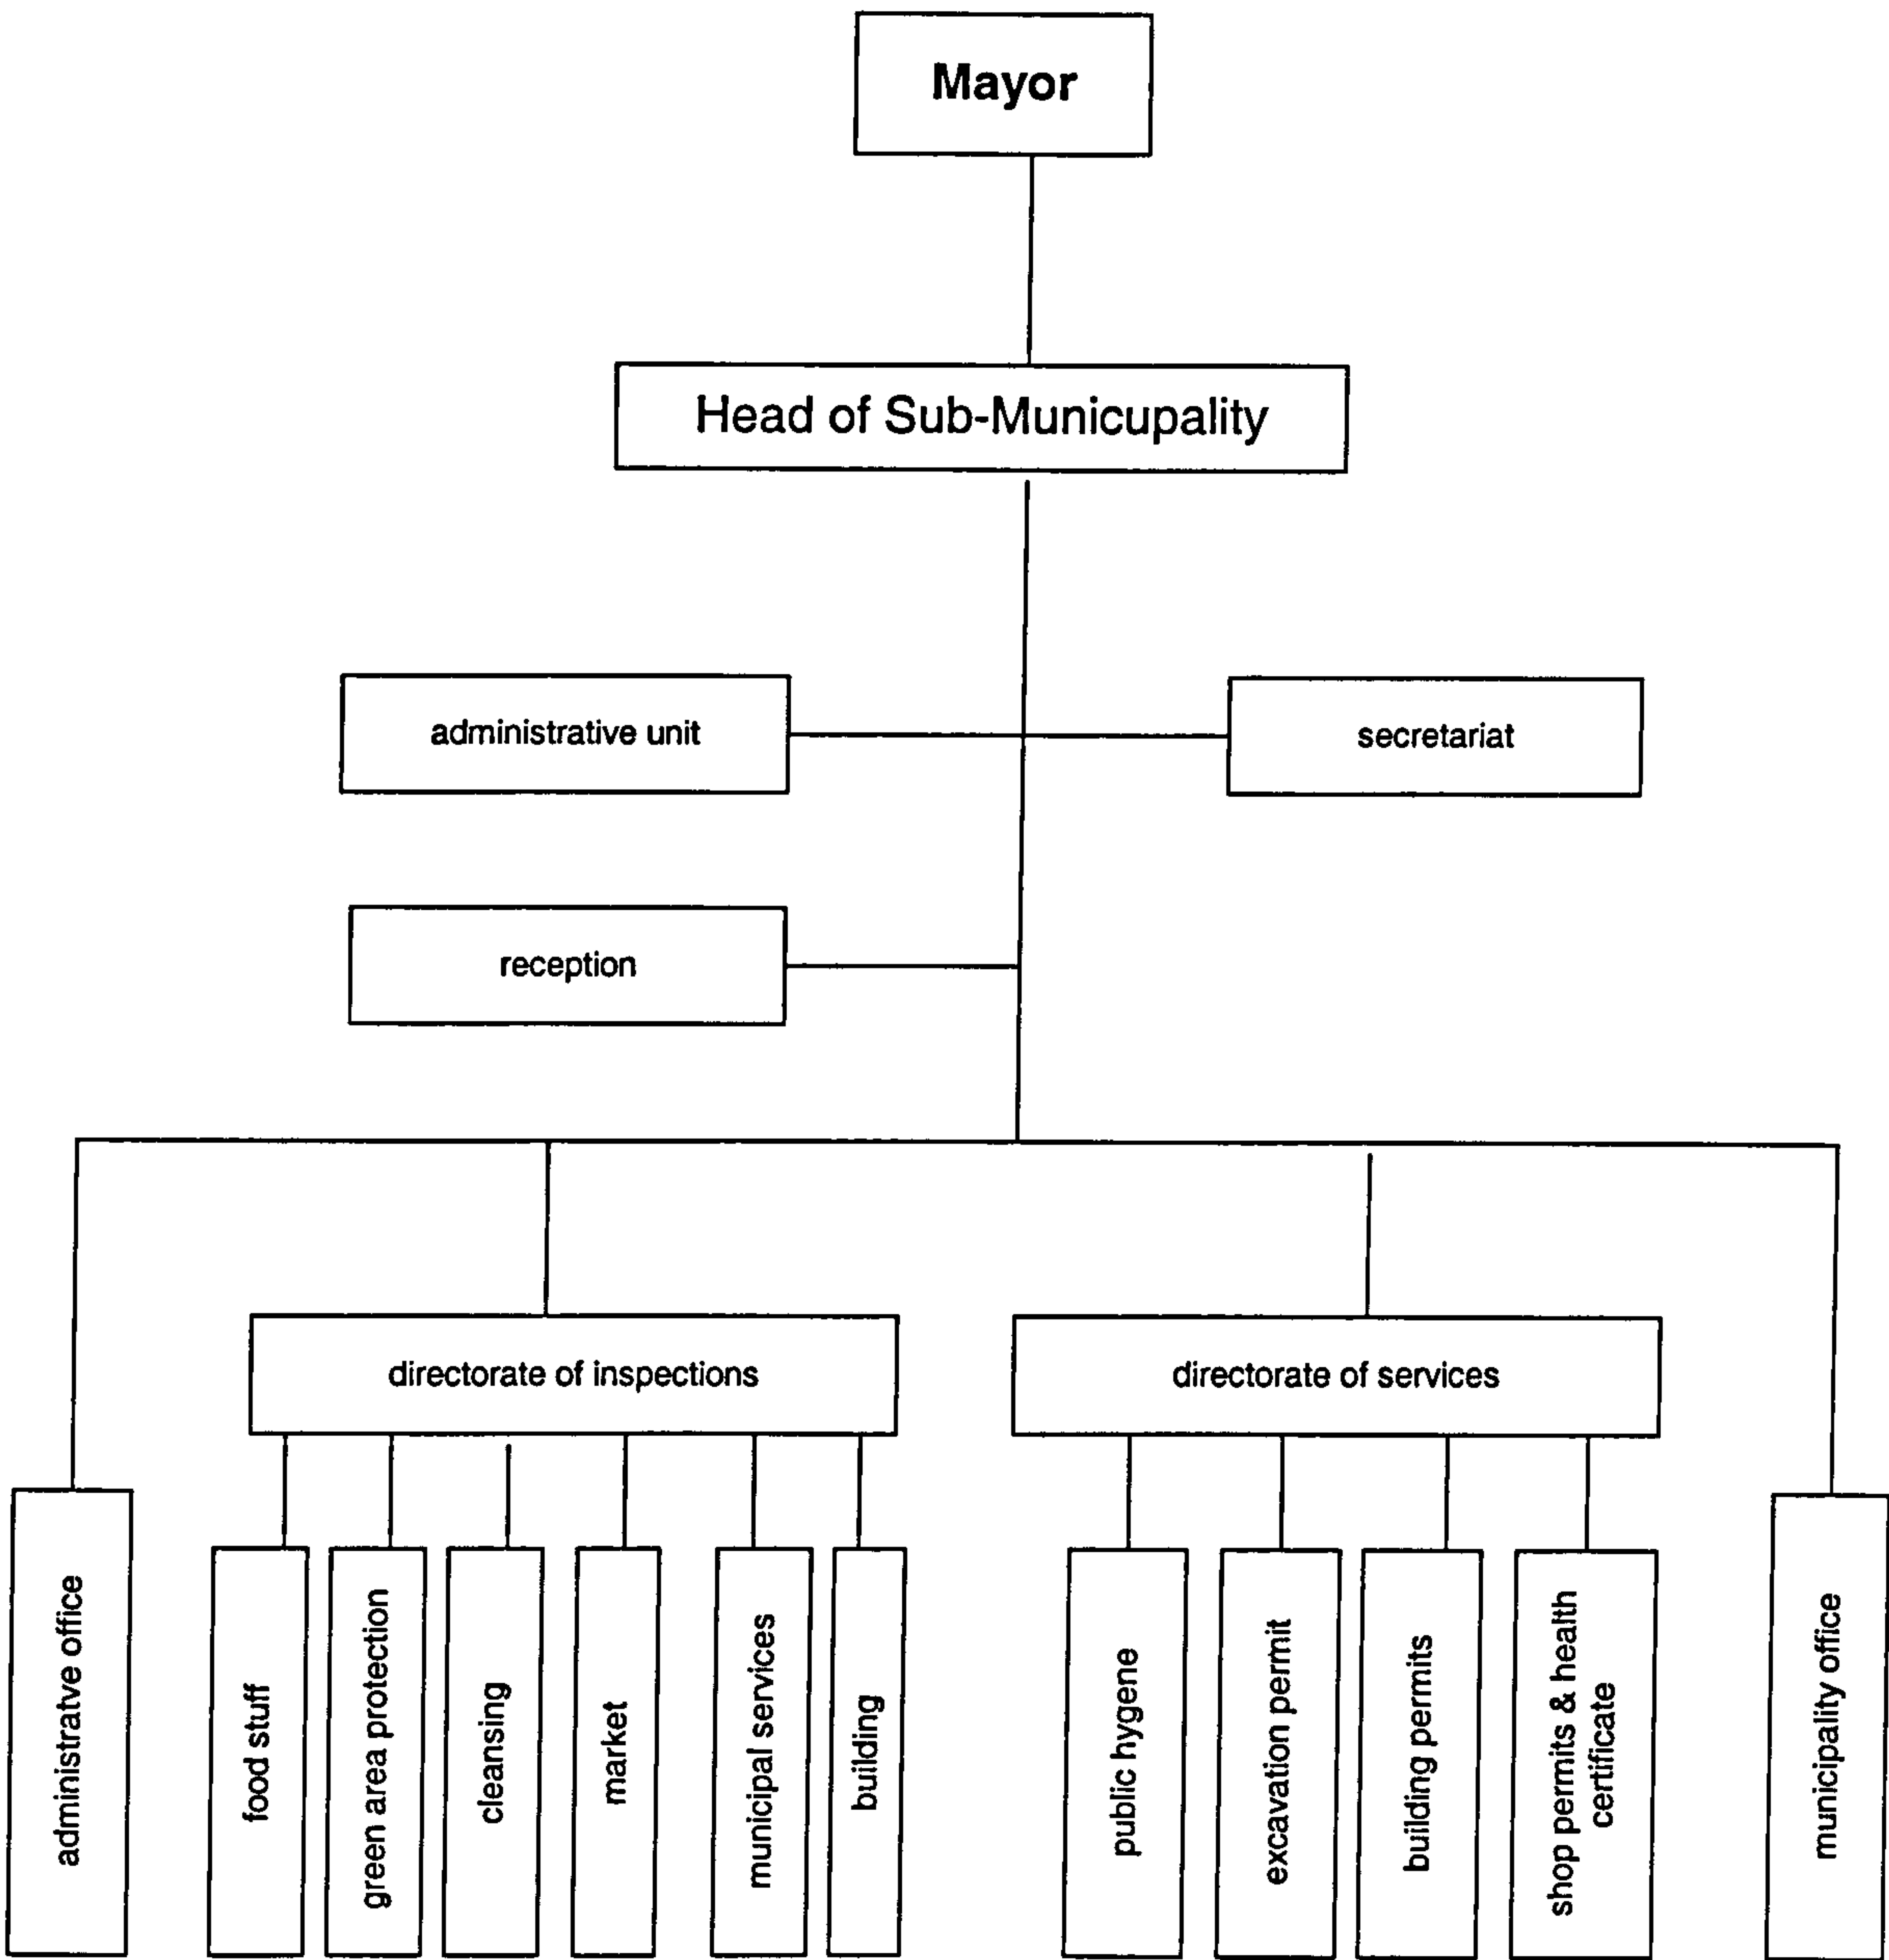 Mayor
Head of Sub-Municupality
administrative unit
secretariat
reception
directorate of inspections
directorate of services
administratve office
food stuff
green area protection
cleansing
market
municipal services
building
public hygene
excavation permit
building permits
shop permits & health
certificate
municipality office